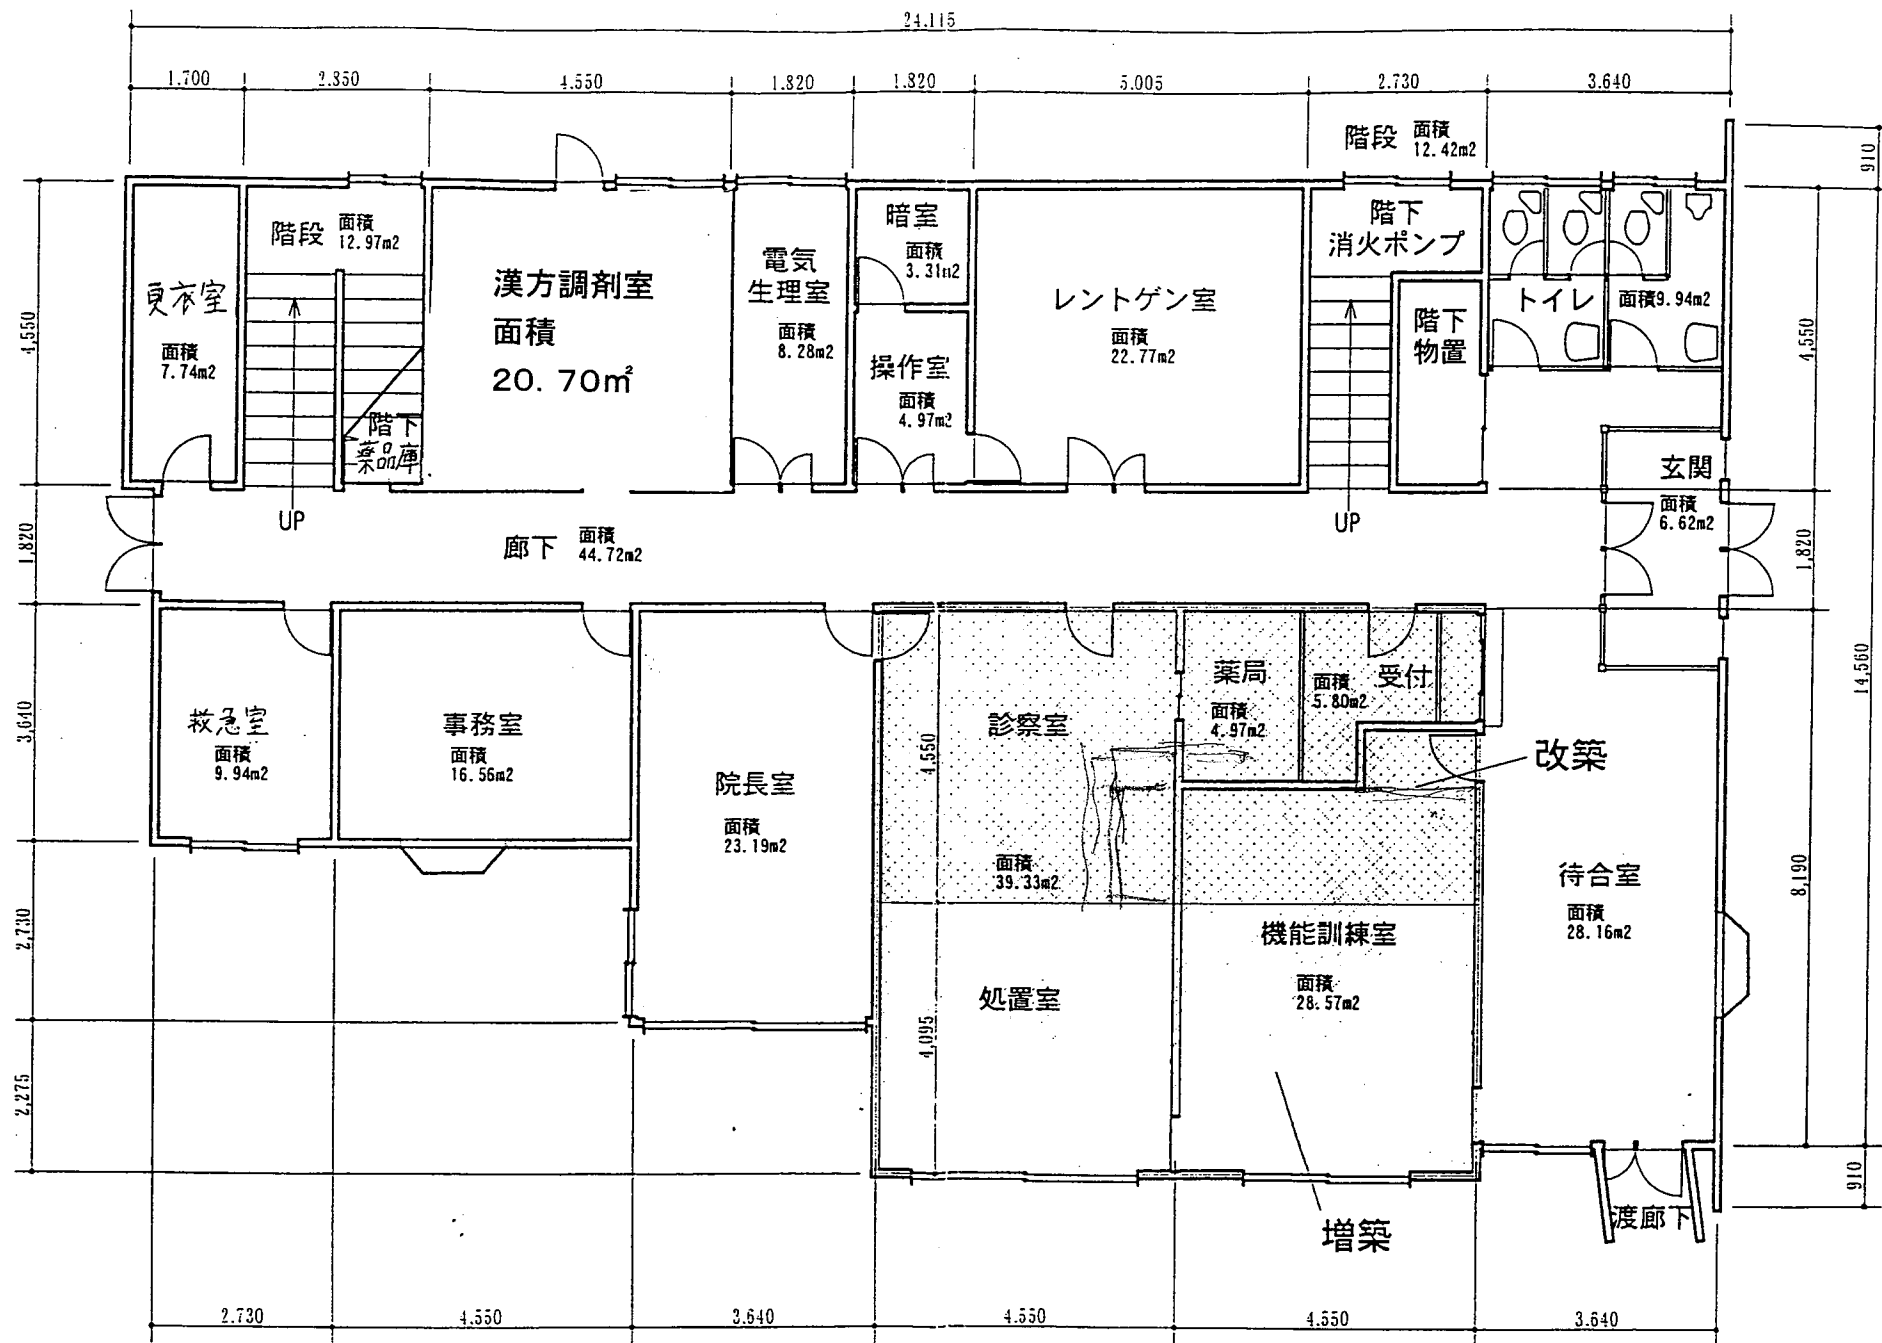 24.115
1.700
2.850
4.550
1.820
1.820
5.005
2.730
3.640
階段 面積
12.42m2
910
階段 面積
12.97m2
更衣室
面積
7.74m2
漢方調剤室
面積
20.70㎡
電気
生理室
面積
8.28m2
暗室
面積
3.31m2
操作室
面積
4.97m2
レントゲン室
面積
22.77m2
階下
消火ポンプ
階下
物置
トイレ 面積9.94m2
階下
薬品庫
玄関
面積
6.62m2
UP
UP
廊下 面積
44.72m2
4,550
1,820
3,640
2,730
2,275
4,550
1,820
8,190
14,560
910
救急室
面積
9.94m2
事務室
面積
16.56m2
院長室
面積
23.19m2
診察室
4,550
面積
39.33m2
処置室
4,095
薬局
面積
4.97m2
受付
面積
5.80m2
改築
機能訓練室
面積
28.57m2
待合室
面積
28.16m2
増築
渡廊下
2.730
4.550
3.640
4.550
4.550
3.640